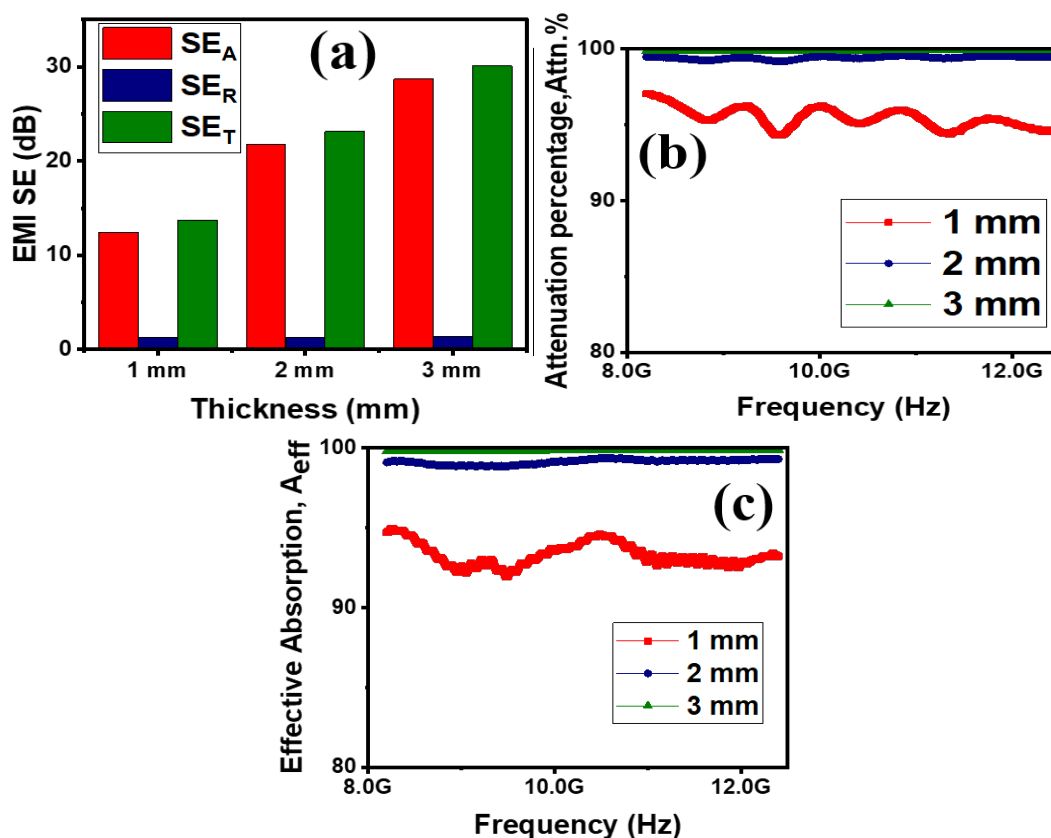 (a)
SE_A
SE_R
SE_T
EMI SE (dB)
30
20
10
0
1 mm
2 mm
3 mm
Thickness (mm)
(b)
Attenuation percentage,Attn.%
100
90
80
1 mm
2 mm
3 mm
8.0G
10.0G
12.0G
Frequency (Hz)
(c)
Effective Absorption, A_eff
100
90
80
1 mm
2 mm
3 mm
8.0G
10.0G
12.0G
Frequency (Hz)